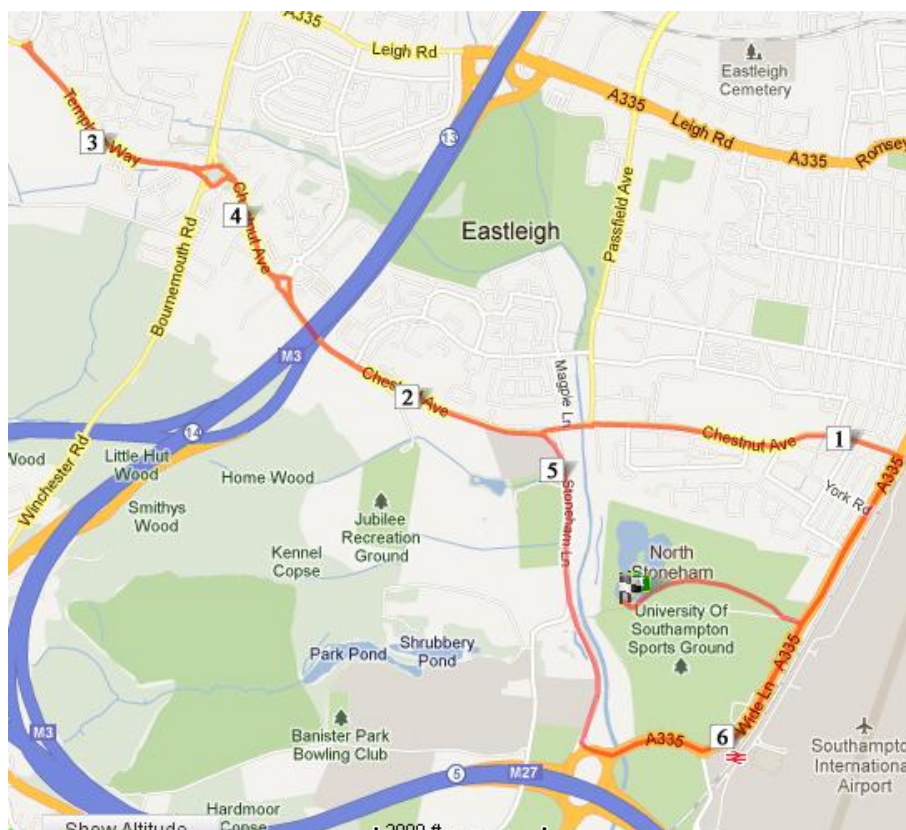 A335
Leigh Rd
Eastleigh
Cemetery
A335
Leigh Rd
A335
Romsey
13
3
Way
4
Chestnut Ave
Passfield Ave
Eastleigh
Bournemouth Rd
M3
Magpie Ln
Chestnut Ave
2
14
Chestnut Ave
1
Wood
Little Hut
Wood
Winchester Rd
Home Wood
5
Stoneham Ln
A335
York Rd
Smithys
Wood
Jubilee
Recreation
Ground
Kennel
Copse
North
Stoneham
University Of
Southampton
Sports Ground
Park Pond
Shrubbery
Pond
A335
Wide Ln
M3
Banister Park
Bowling Club
A335
6
Southampto
Internationa
Airport
5
M27
Hardmoor
Copse
Show Altitude